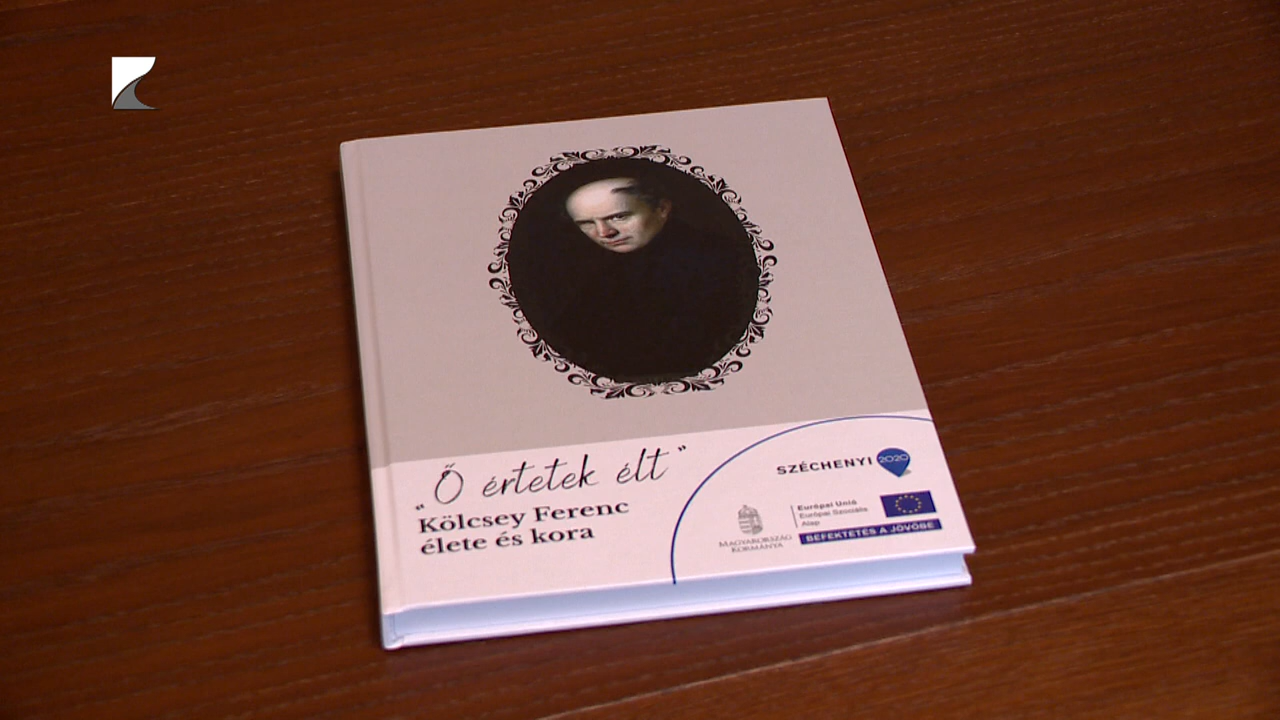 „Ő értetek élt”
Kölcsey Ferenc
élete és kora
SZÉCHENYI 2020
MAGYARORSZÁG
KORMÁNYA
Európai Unió
Európai Szociális
Alap
BEFEKTETÉS A JÖVŐBE